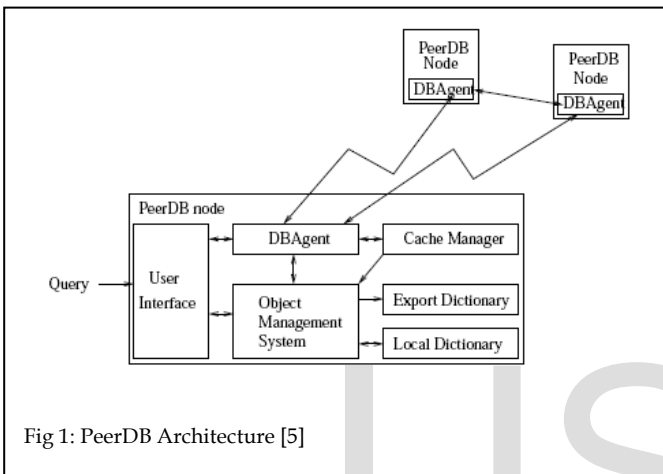 PeerDB
Node
DBAgent
PeerDB
Node
DBAgent
PeerDB node
Query
User
Interface
DBAgent
Cache Manager
Object
Management
System
Export Dictionary
Local Dictionary
Fig 1: PeerDB Architecture [5]